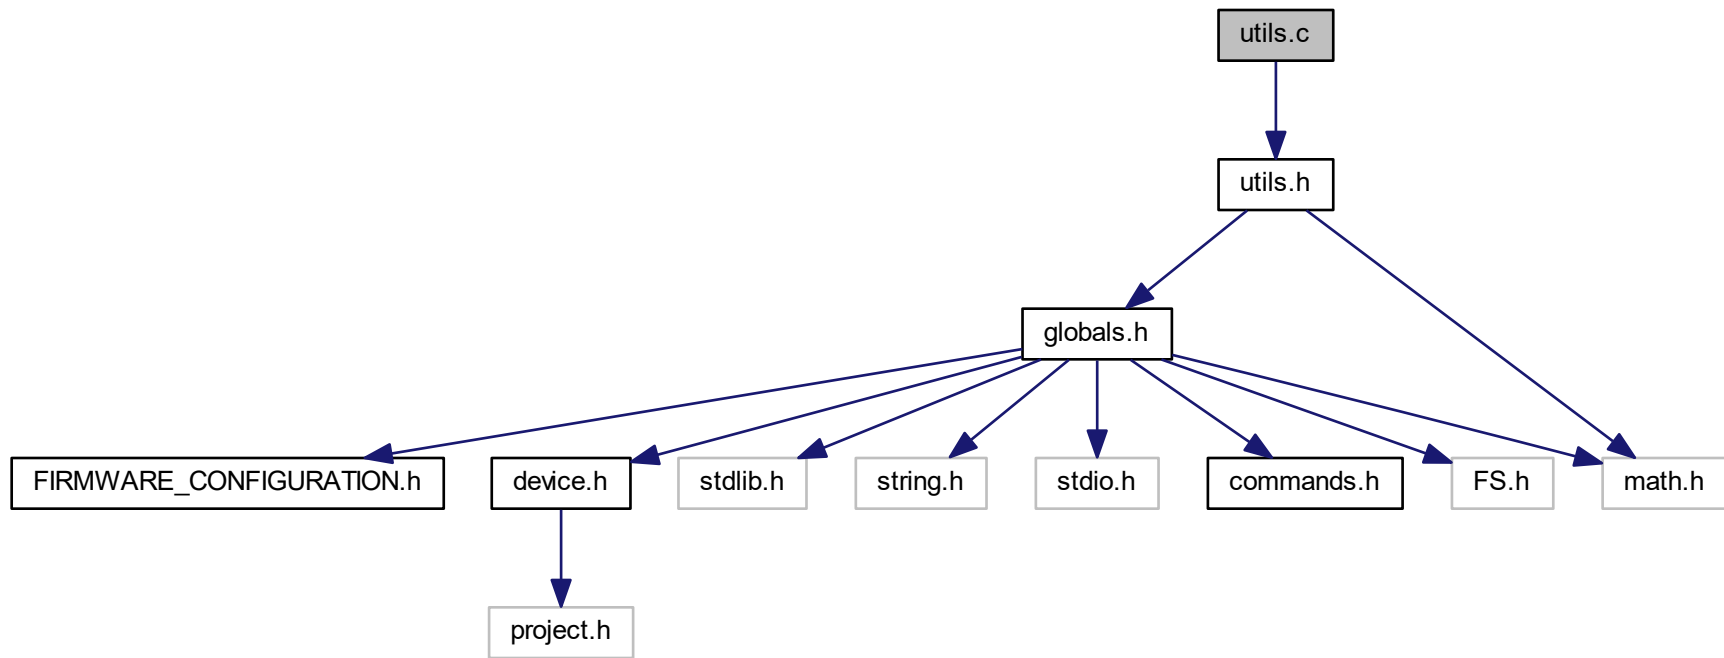 utils.c
utils.h
globals.h
FIRMWARE_CONFIGURATION.h
device.h
stdlib.h
string.h
stdio.h
commands.h
FS.h
math.h
project.h